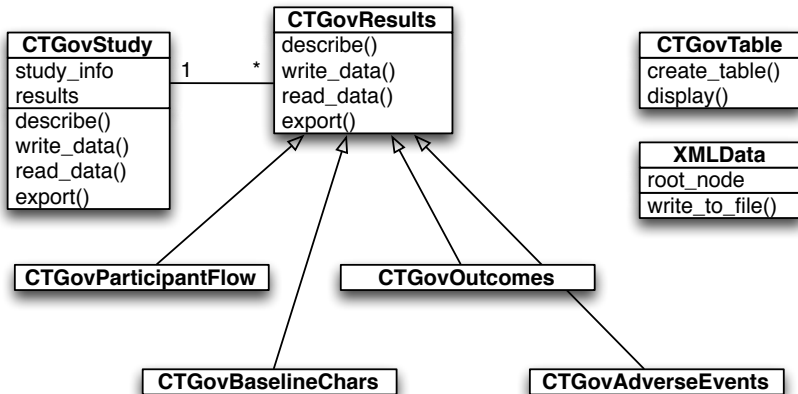 CTGovStudy
study_info
results
describe()
write_data()
read_data()
export()
1
*
CTGovResults
describe()
write_data()
read_data()
export()
CTGovTable
create_table()
display()
XMLData
root_node
write_to_file()
CTGovParticipantFlow
CTGovOutcomes
CTGovBaselineChars
CTGovAdverseEvents